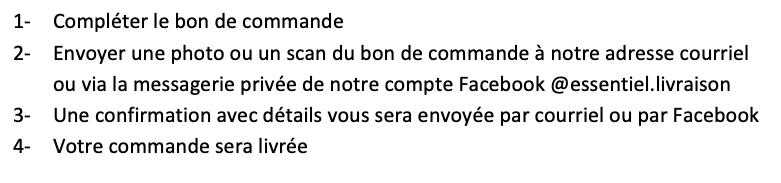 1- Compléter le bon de commande
2- Envoyer une photo ou un scan du bon de commande à notre adresse courriel
ou via la messagerie privée de notre compte Facebook @essentiel.livraison
3- Une confirmation avec détails vous sera envoyée par courriel ou par Facebook
4- Votre commande sera livrée